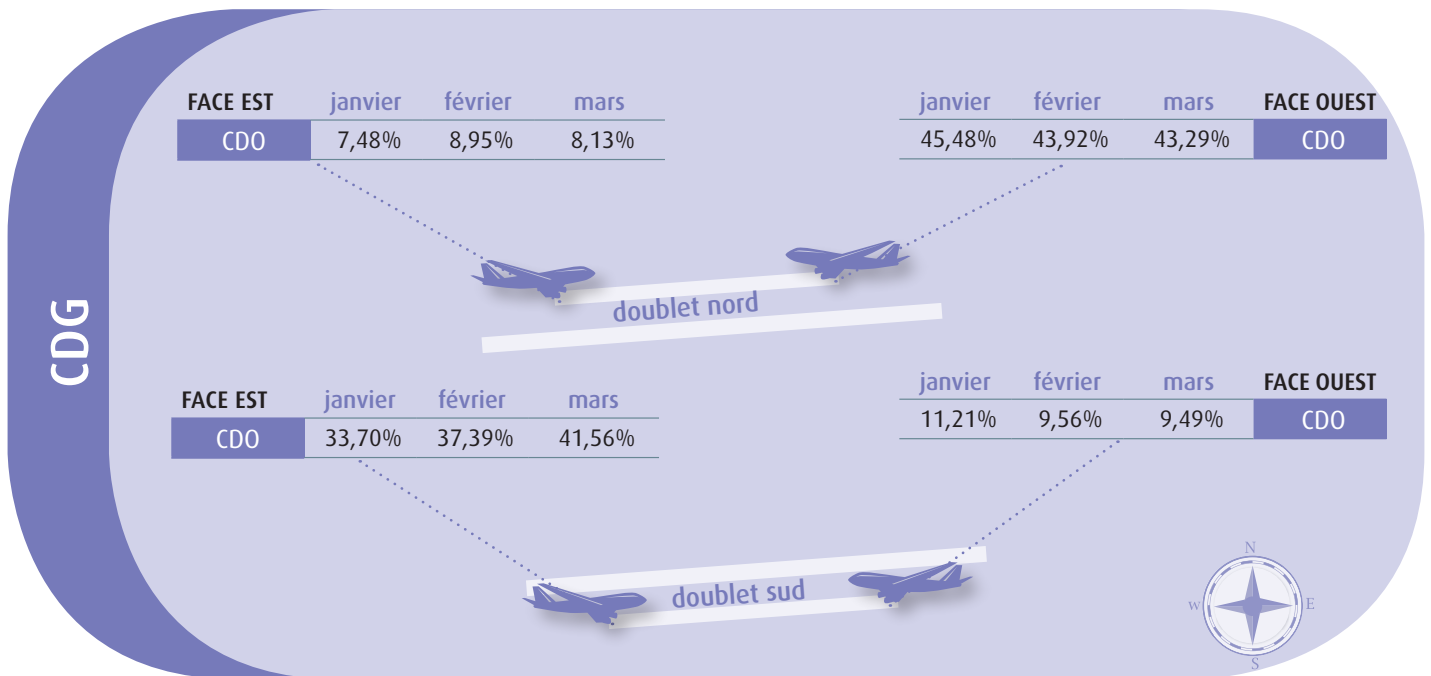 CDG
FACE EST janvier février mars
CDO 7,48% 8,95% 8,13%
janvier février mars FACE OUEST
45,48% 43,92% 43,29% CDO
doublet nord
FACE EST janvier février mars
CDO 33,70% 37,39% 41,56%
janvier février mars FACE OUEST
11,21% 9,56% 9,49% CDO
doublet sud
N
W E
S